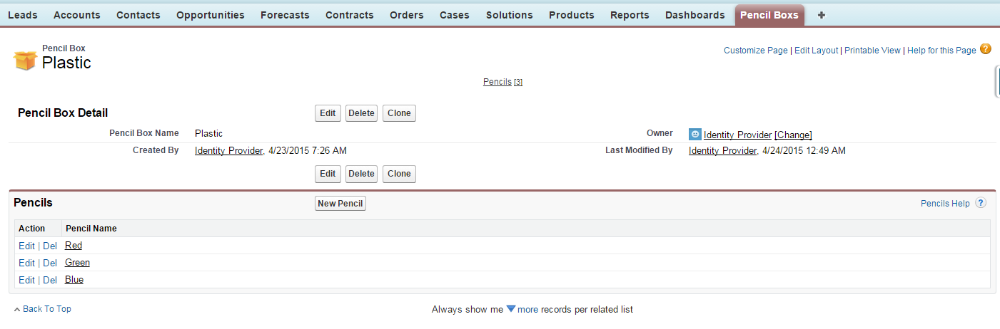 Leads Accounts Contacts Opportunities Forecasts Contracts Orders Cases Solutions Products Reports Dashboards Pencil Boxs +
Pencil Box
Plastic
Customize Page | Edit Layout | Printable View | Help for this Page ?
Pencils [3]
Pencil Box Detail Edit Delete Clone
Pencil Box Name Plastic Owner Identity Provider [Change]
Created By Identity Provider, 4/23/2015 7:26 AM Last Modified By Identity Provider, 4/24/2015 12:49 AM
Edit Delete Clone
Pencils New Pencil Pencils Help ?
Action Pencil Name
Edit | Del Red
Edit | Del Green
Edit | Del Blue
Back To Top Always show me more records per related list